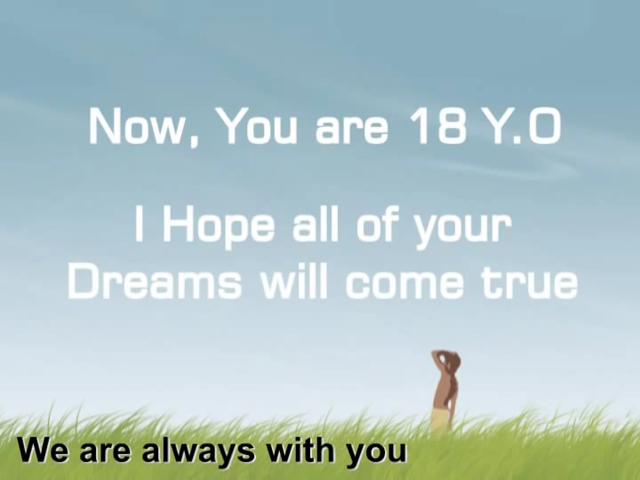 Now, You are 18 Y.O
I Hope all of your
Dreams will come true
We are always with you